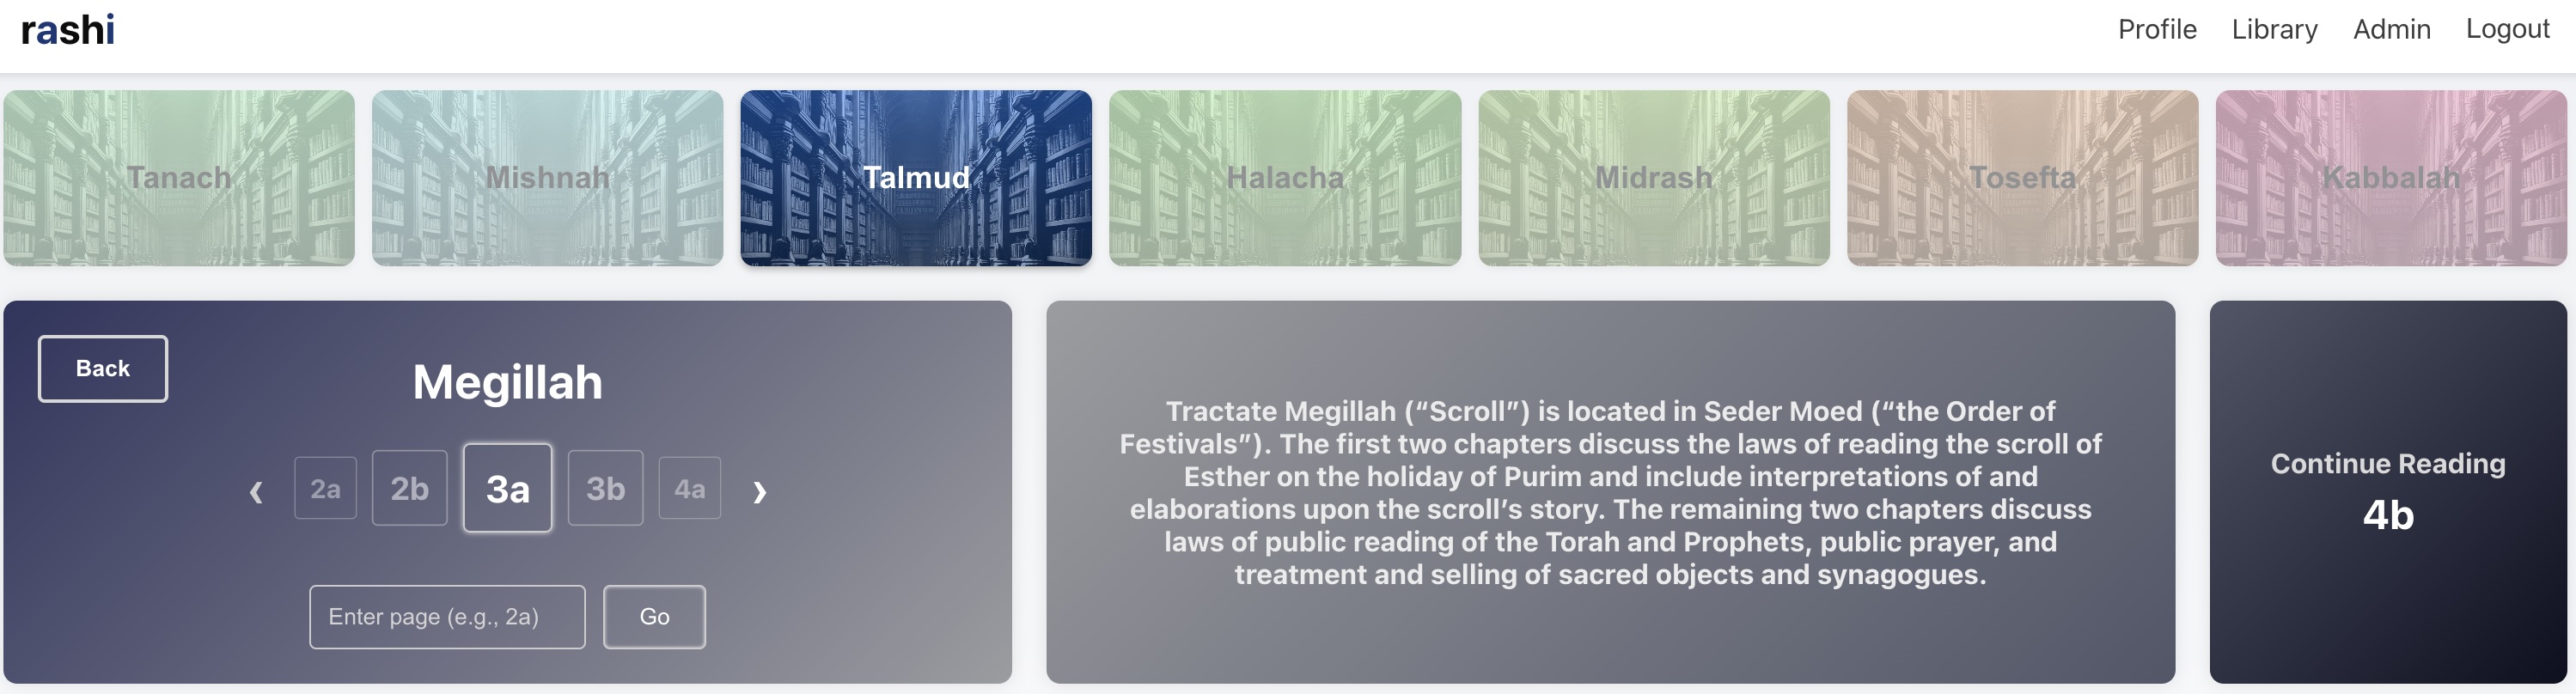 rashi
Profile Library Admin Logout
Tanach Mishnah Talmud Halacha Midrash Tosefta Kabbalah
Back
Megillah
‹ 2a 2b 3a 3b 4a ›
Enter page (e.g., 2a) Go
Tractate Megillah (“Scroll”) is located in Seder Moed (“the Order of
Festivals”). The first two chapters discuss the laws of reading the scroll of
Esther on the holiday of Purim and include interpretations of and
elaborations upon the scroll’s story. The remaining two chapters discuss
laws of public reading of the Torah and Prophets, public prayer, and
treatment and selling of sacred objects and synagogues.
Continue Reading
4b